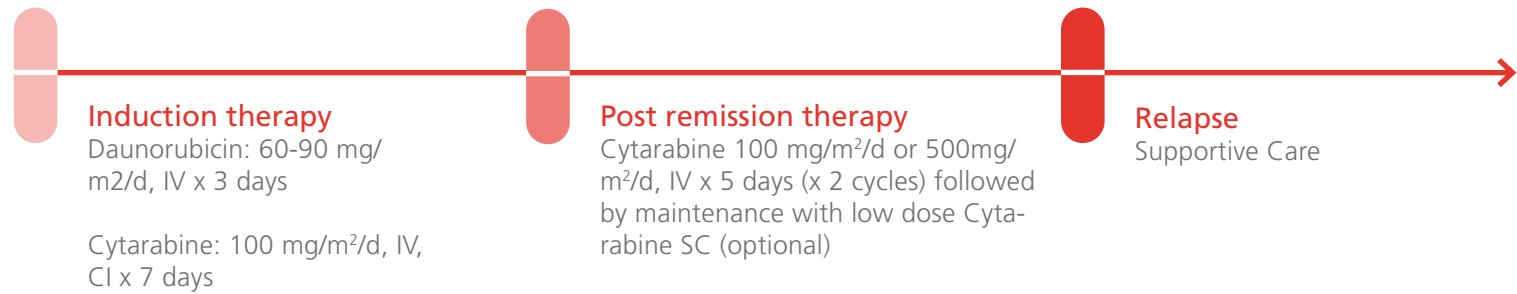 Induction therapy
Daunorubicin: 60-90 mg/
m2/d, IV x 3 days
Cytarabine: 100 mg/m²/d, IV,
CI x 7 days
Post remission therapy
Cytarabine 100 mg/m²/d or 500mg/
m²/d, IV x 5 days (x 2 cycles) followed
by maintenance with low dose Cyta-
rabine SC (optional)
Relapse
Supportive Care